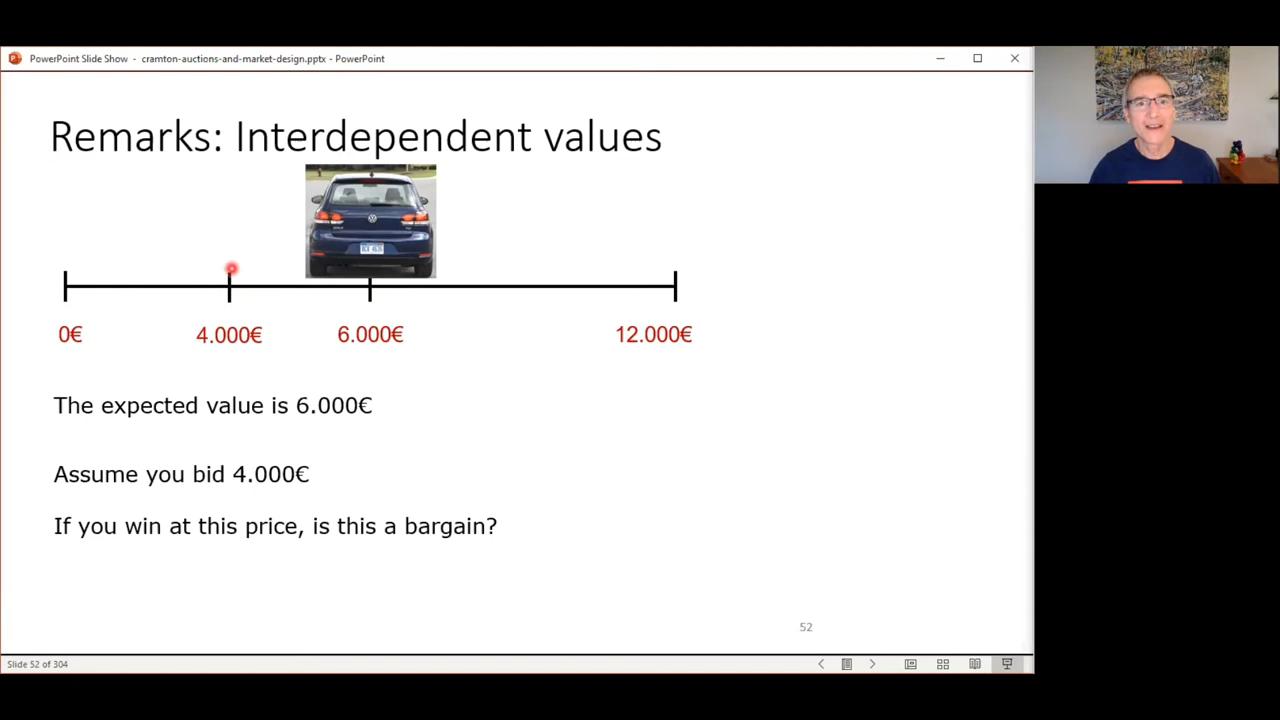 PowerPoint Slide Show - cramton-auctions-and-market-design.pptx - PowerPoint
Remarks: Interdependent values
0€
4.000€
6.000€
12.000€
The expected value is 6.000€
Assume you bid 4.000€
If you win at this price, is this a bargain?
52
Slide 52 of 304